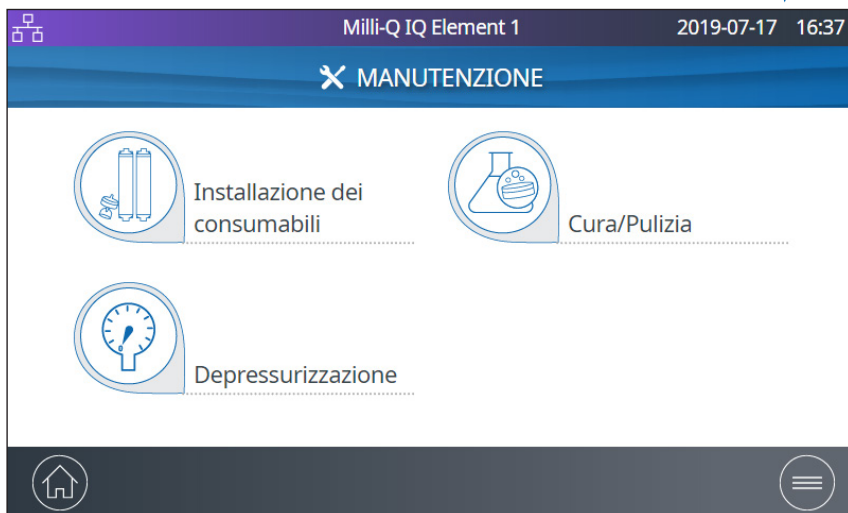 Milli-Q IQ Element 1 2019-07-17 16:37
MANUTENZIONE
Installazione dei
consumabili
Cura/Pulizia
Depressurizzazione